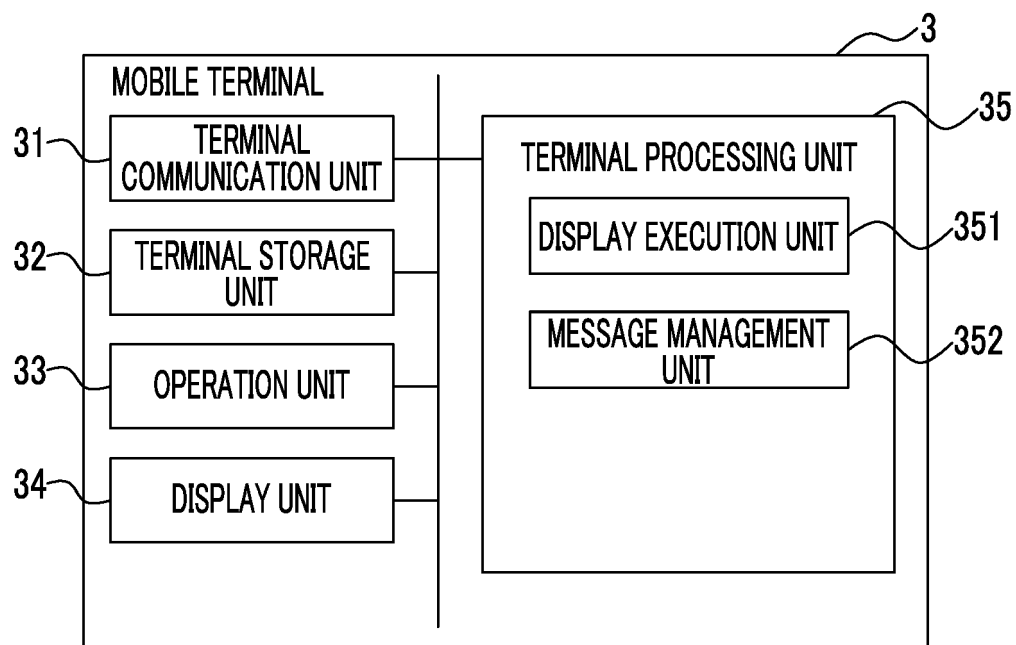 3
MOBILE TERMINAL
31
TERMINAL
COMMUNICATION UNIT
32
TERMINAL STORAGE
UNIT
33
OPERATION UNIT
34
DISPLAY UNIT
35
TERMINAL PROCESSING UNIT
DISPLAY EXECUTION UNIT
351
MESSAGE MANAGEMENT
UNIT
352